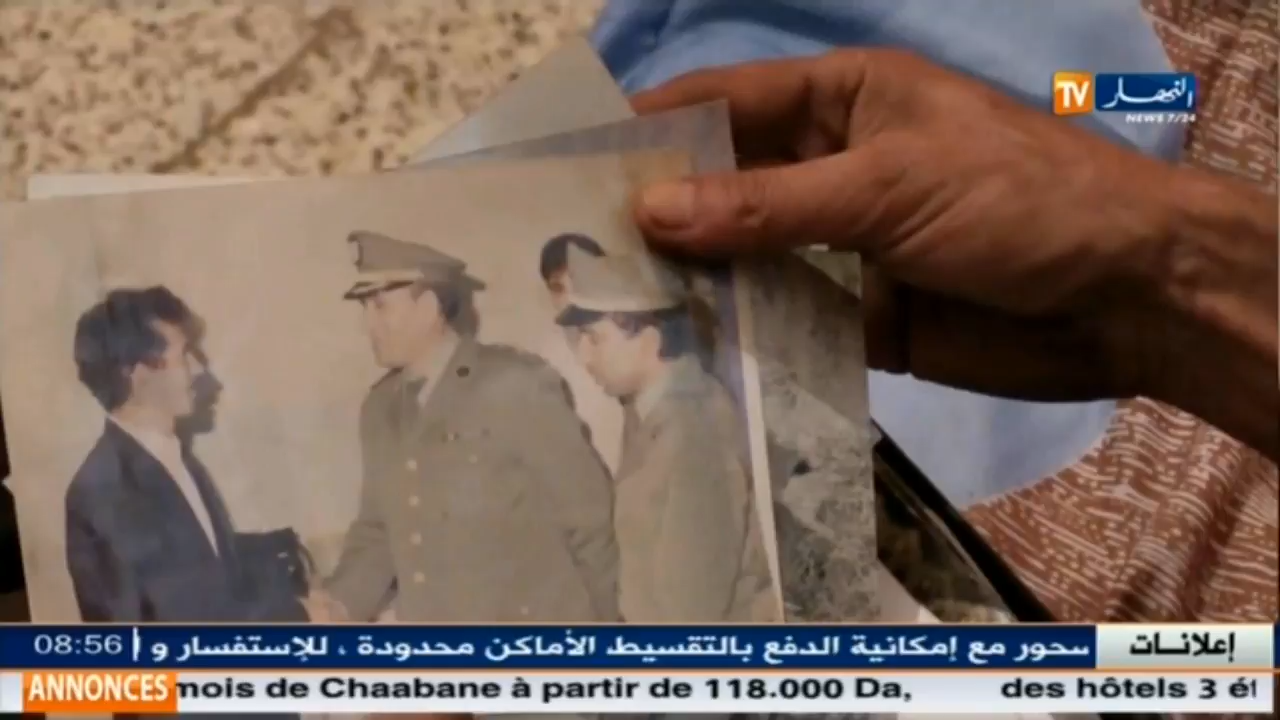 TV النهار
NEWS 7/24
إعلانات سحور مع إمكانية الدفع بالتقسيط الأماكن محدودة ، للإستفسار و 08:56
ANNONCES mois de Chaabane à partir de 118.000 Da, des hôtels 3 ét